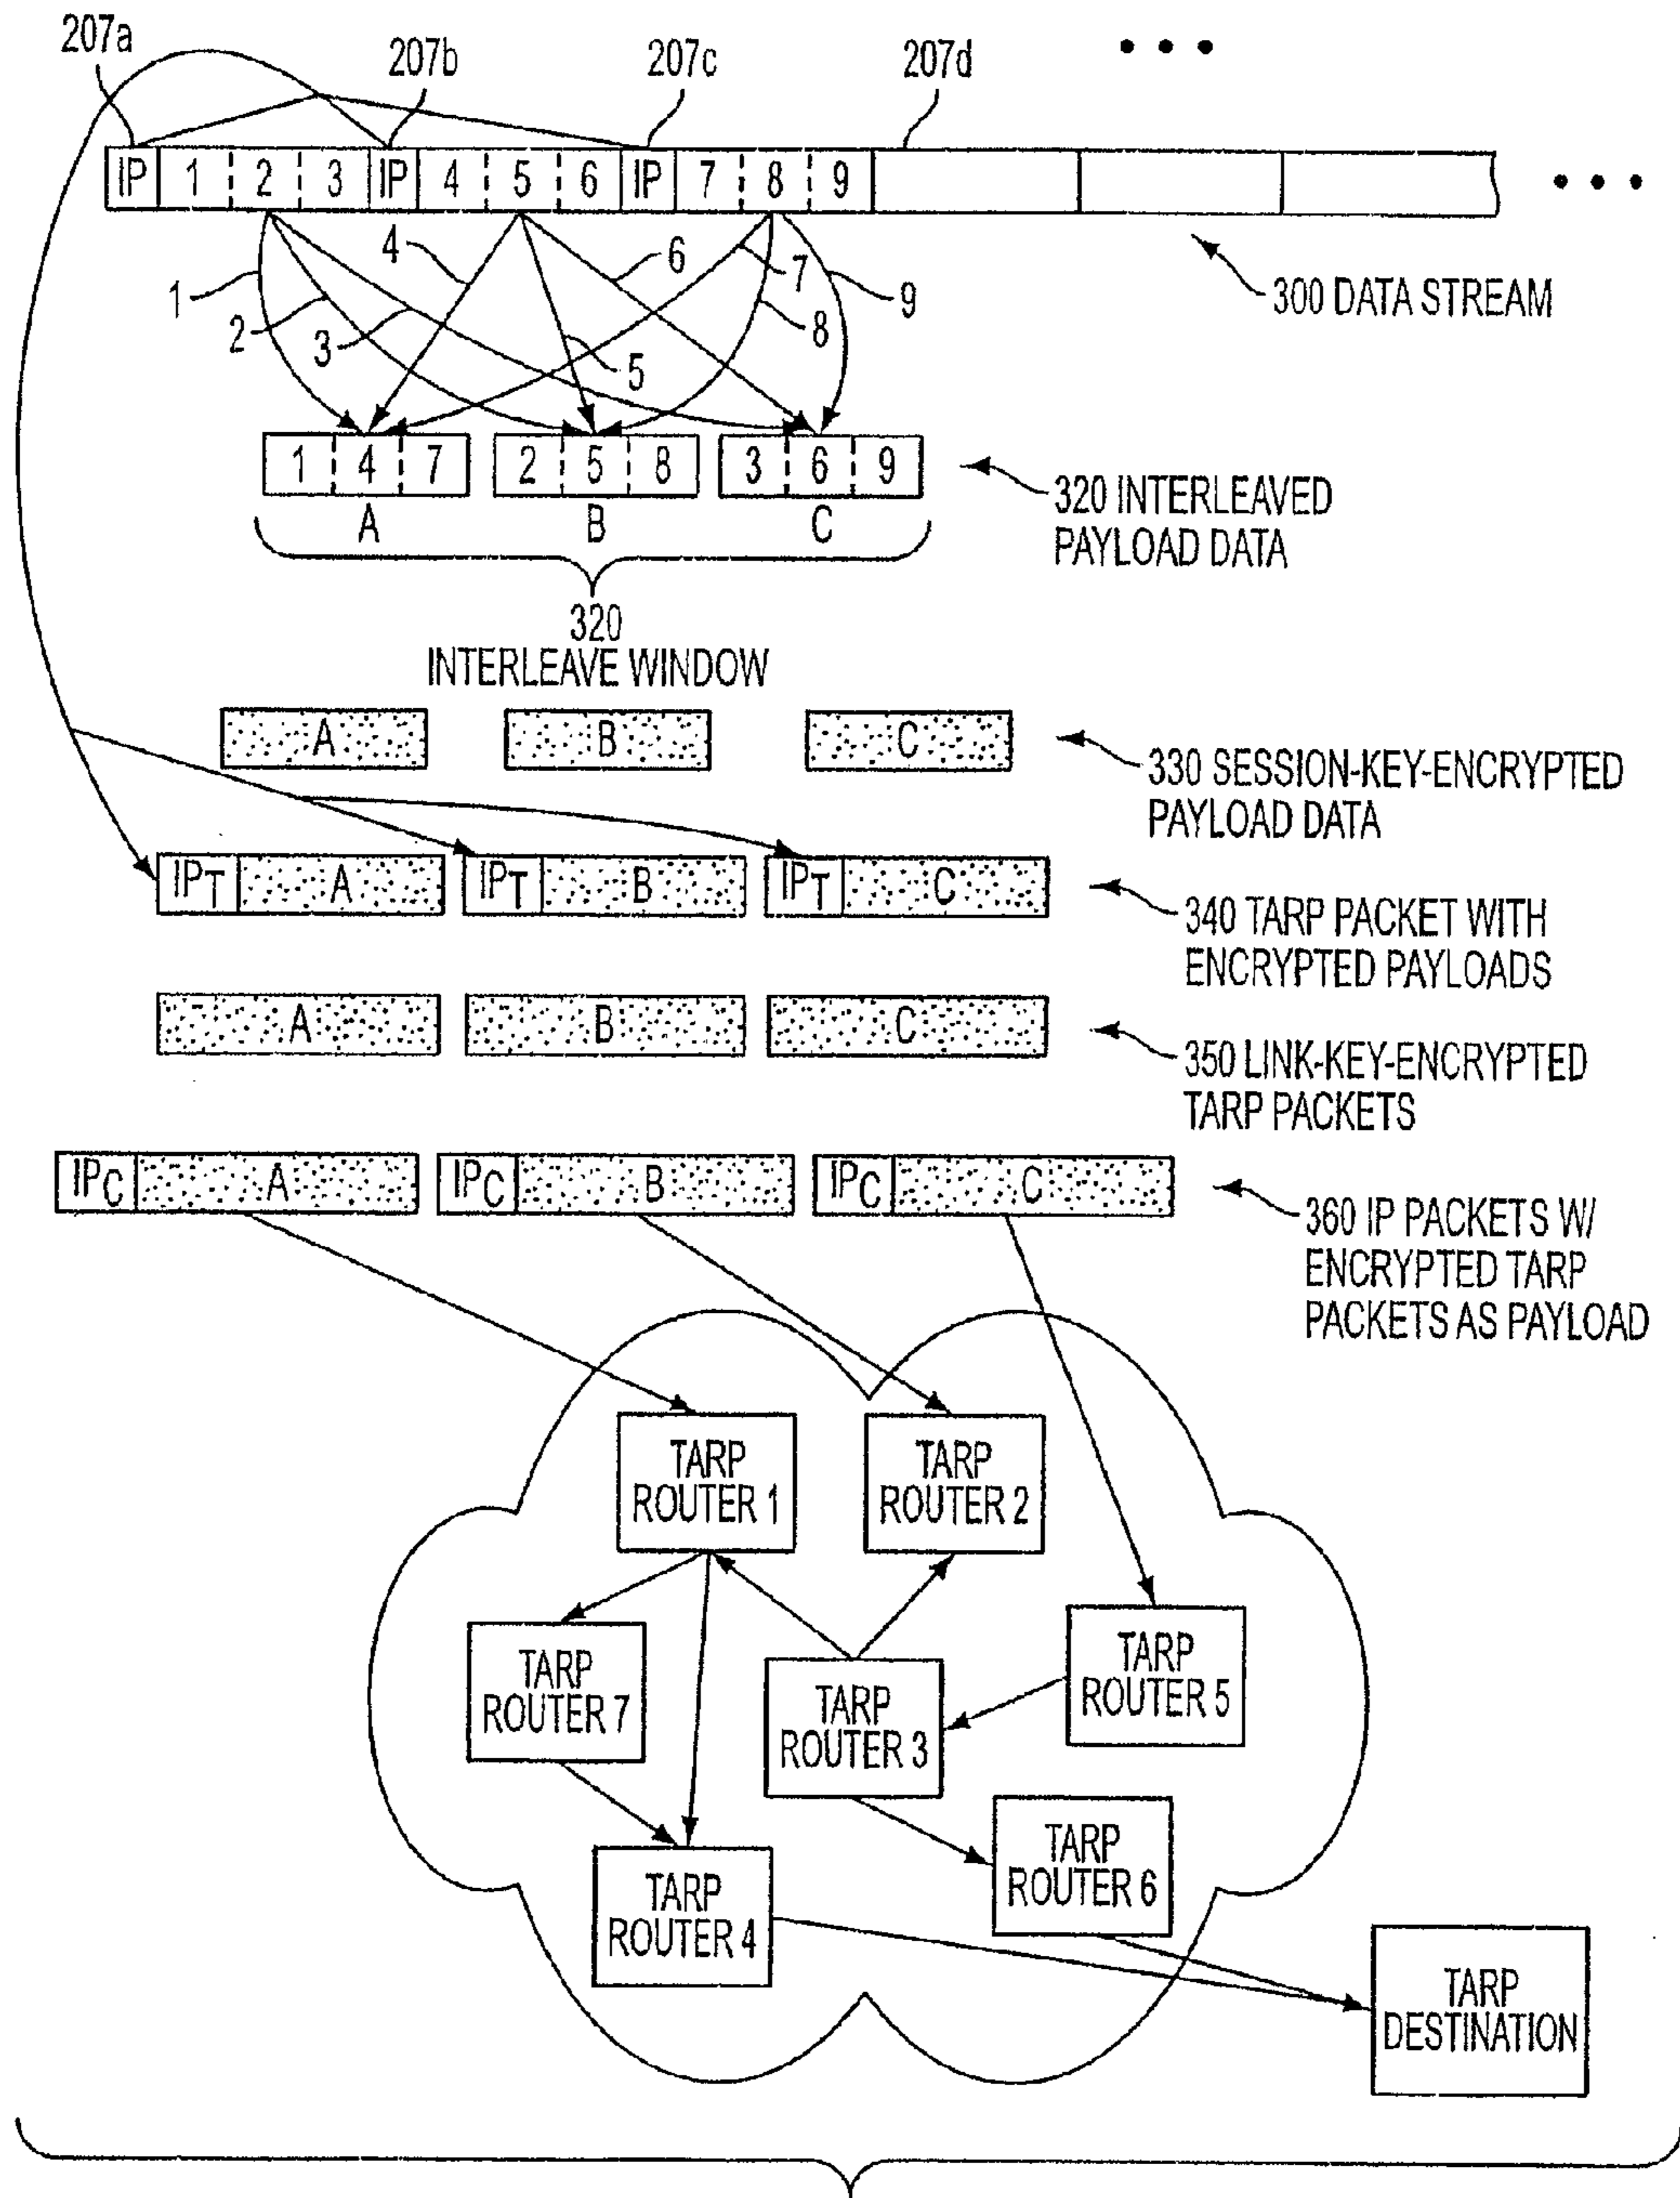 207a
207b
207c
207d
• • •
IP 1 2 3 IP 4 5 6 IP 7 8 9
• • •
1
2
3
4
5
6
7
8
9
300 DATA STREAM
1 4 7
2 5 8
3 6 9
A
B
C
320 INTERLEAVED
PAYLOAD DATA
320
INTERLEAVE WINDOW
A
B
C
330 SESSION-KEY-ENCRYPTED
PAYLOAD DATA
IPT A
IPT B
IPT C
340 TARP PACKET WITH
ENCRYPTED PAYLOADS
A
B
C
350 LINK-KEY-ENCRYPTED
TARP PACKETS
IPC A
IPC B
IPC C
360 IP PACKETS W/
ENCRYPTED TARP
PACKETS AS PAYLOAD
TARP
ROUTER 1
TARP
ROUTER 2
TARP
ROUTER 7
TARP
ROUTER 3
TARP
ROUTER 5
TARP
ROUTER 4
TARP
ROUTER 6
TARP
DESTINATION